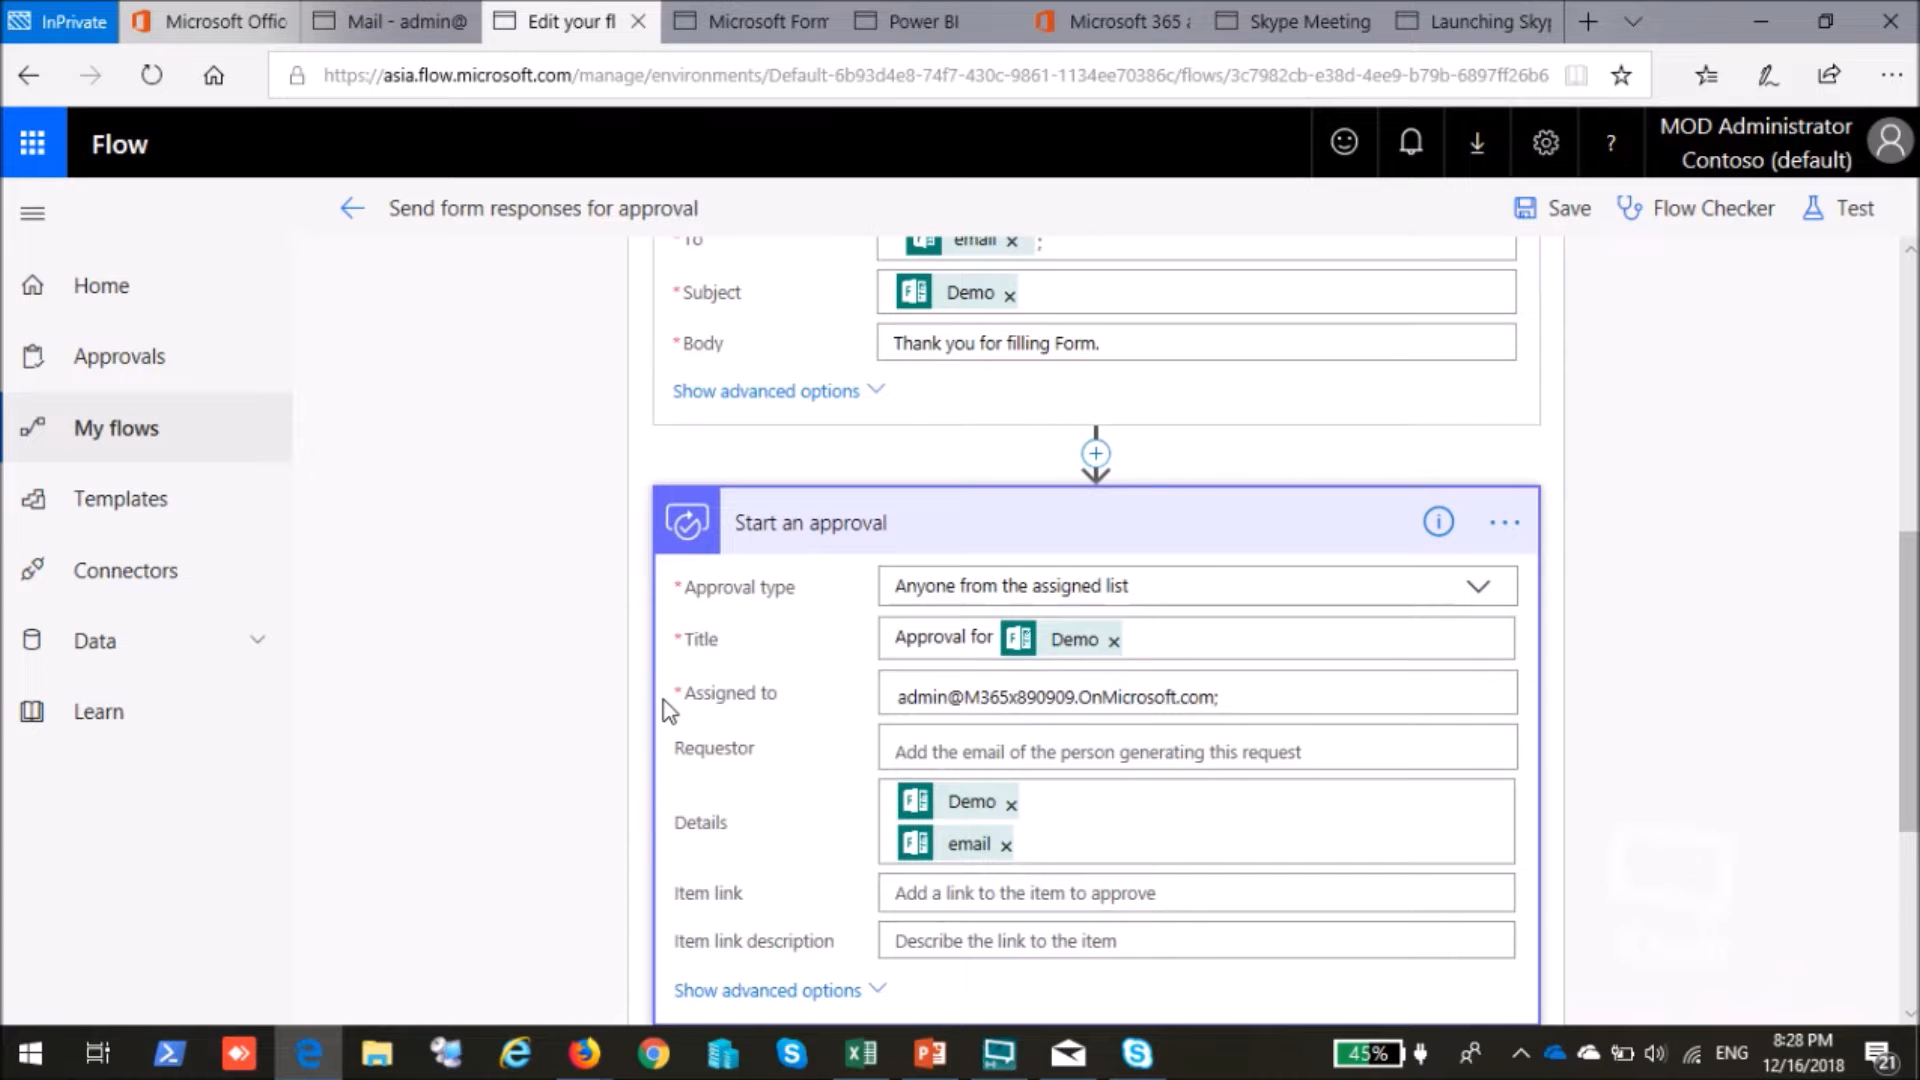 InPrivate
Microsoft Offic
Mail - admin@
Edit your fl
Microsoft Form
Power BI
Microsoft 365 a
Skype Meeting
Launching Skyp
https://asia.flow.microsoft.com/manage/environments/Default-6b93d4e8-74f7-430c-9861-1134ee70386c/flows/3c7982cb-e38d-4ee9-b79b-6897ff26b6
Flow
?
MOD Administrator
Contoso (default)
Send form responses for approval
Save
Flow Checker
Test
Home
Approvals
My flows
Templates
Connectors
Data
Learn
* To
email × ;
* Subject
Demo ×
* Body
Thank you for filling Form.
Show advanced options
Start an approval
* Approval type
Anyone from the assigned list
* Title
Approval for Demo ×
* Assigned to
admin@M365x890909.OnMicrosoft.com;
Requestor
Add the email of the person generating this request
Details
Demo ×
email ×
Item link
Add a link to the item to approve
Item link description
Describe the link to the item
Show advanced options
45%
ENG
8:28 PM
12/16/2018
21